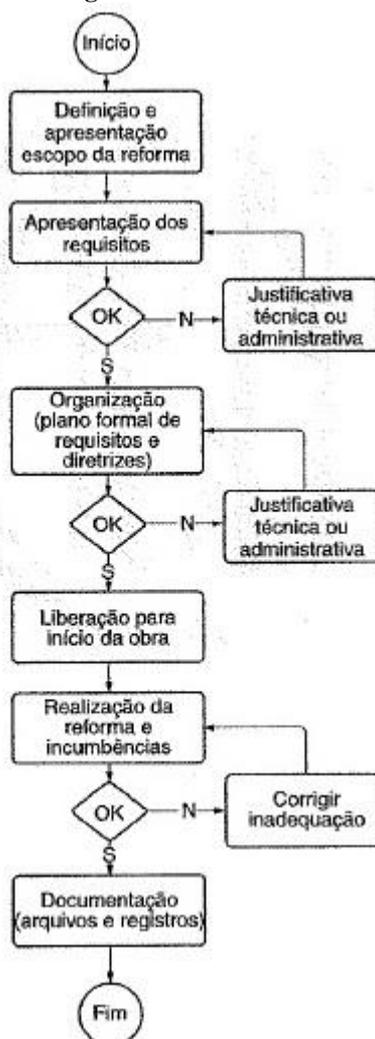 Início
Definição e
apresentação
escopo da reforma
Apresentação dos
requisitos
OK
N
Justificativa
técnica ou
administrativa
S
Organização
(plano formal de
requisitos e
diretrizes)
OK
N
Justificativa
técnica ou
administrativa
S
Liberação para
início da obra
Realização da
reforma e
incumbências
OK
N
Corrigir
inadequação
S
Documentação
(arquivos e registros)
Fim